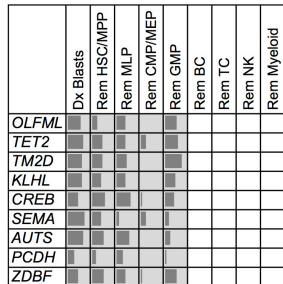 Dx Blasts
Rem HSC/MPP
Rem MLP
Rem CMP/MEP
Rem GMP
Rem BC
Rem TC
Rem NK
Rem Myeloid
OLFML
TET2
TM2D
KLHL
CREB
SEMA
AUTS
PCDH
ZDBF